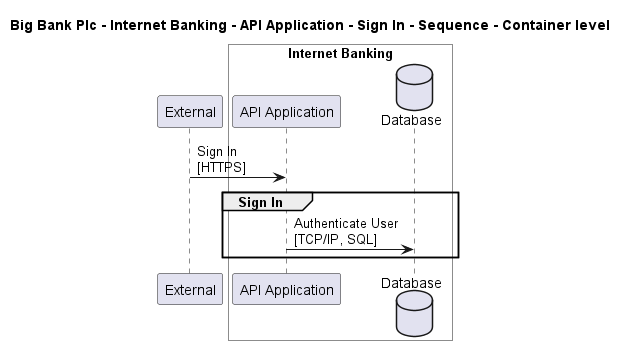 Big Bank Plc - Internet Banking - API Application - Sign In - Sequence - Container level
Internet Banking
External
API Application
Database
Sign In
[HTTPS]
Sign In
Authenticate User
[TCP/IP, SQL]
External
API Application
Database